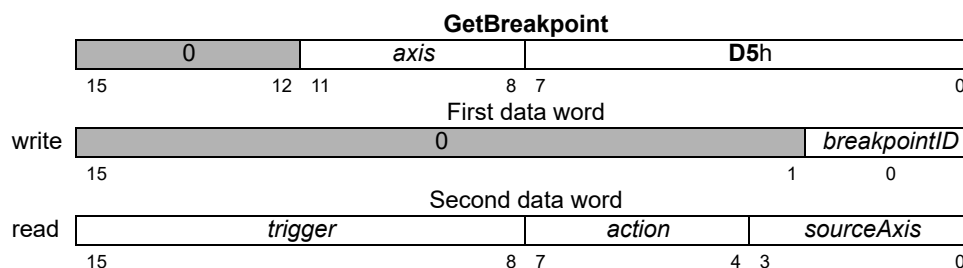 GetBreakpoint
0 axis D5h
15 12 11 8 7 0
First data word
write 0 breakpointID
15 1 0
Second data word
read trigger action sourceAxis
15 8 7 4 3 0